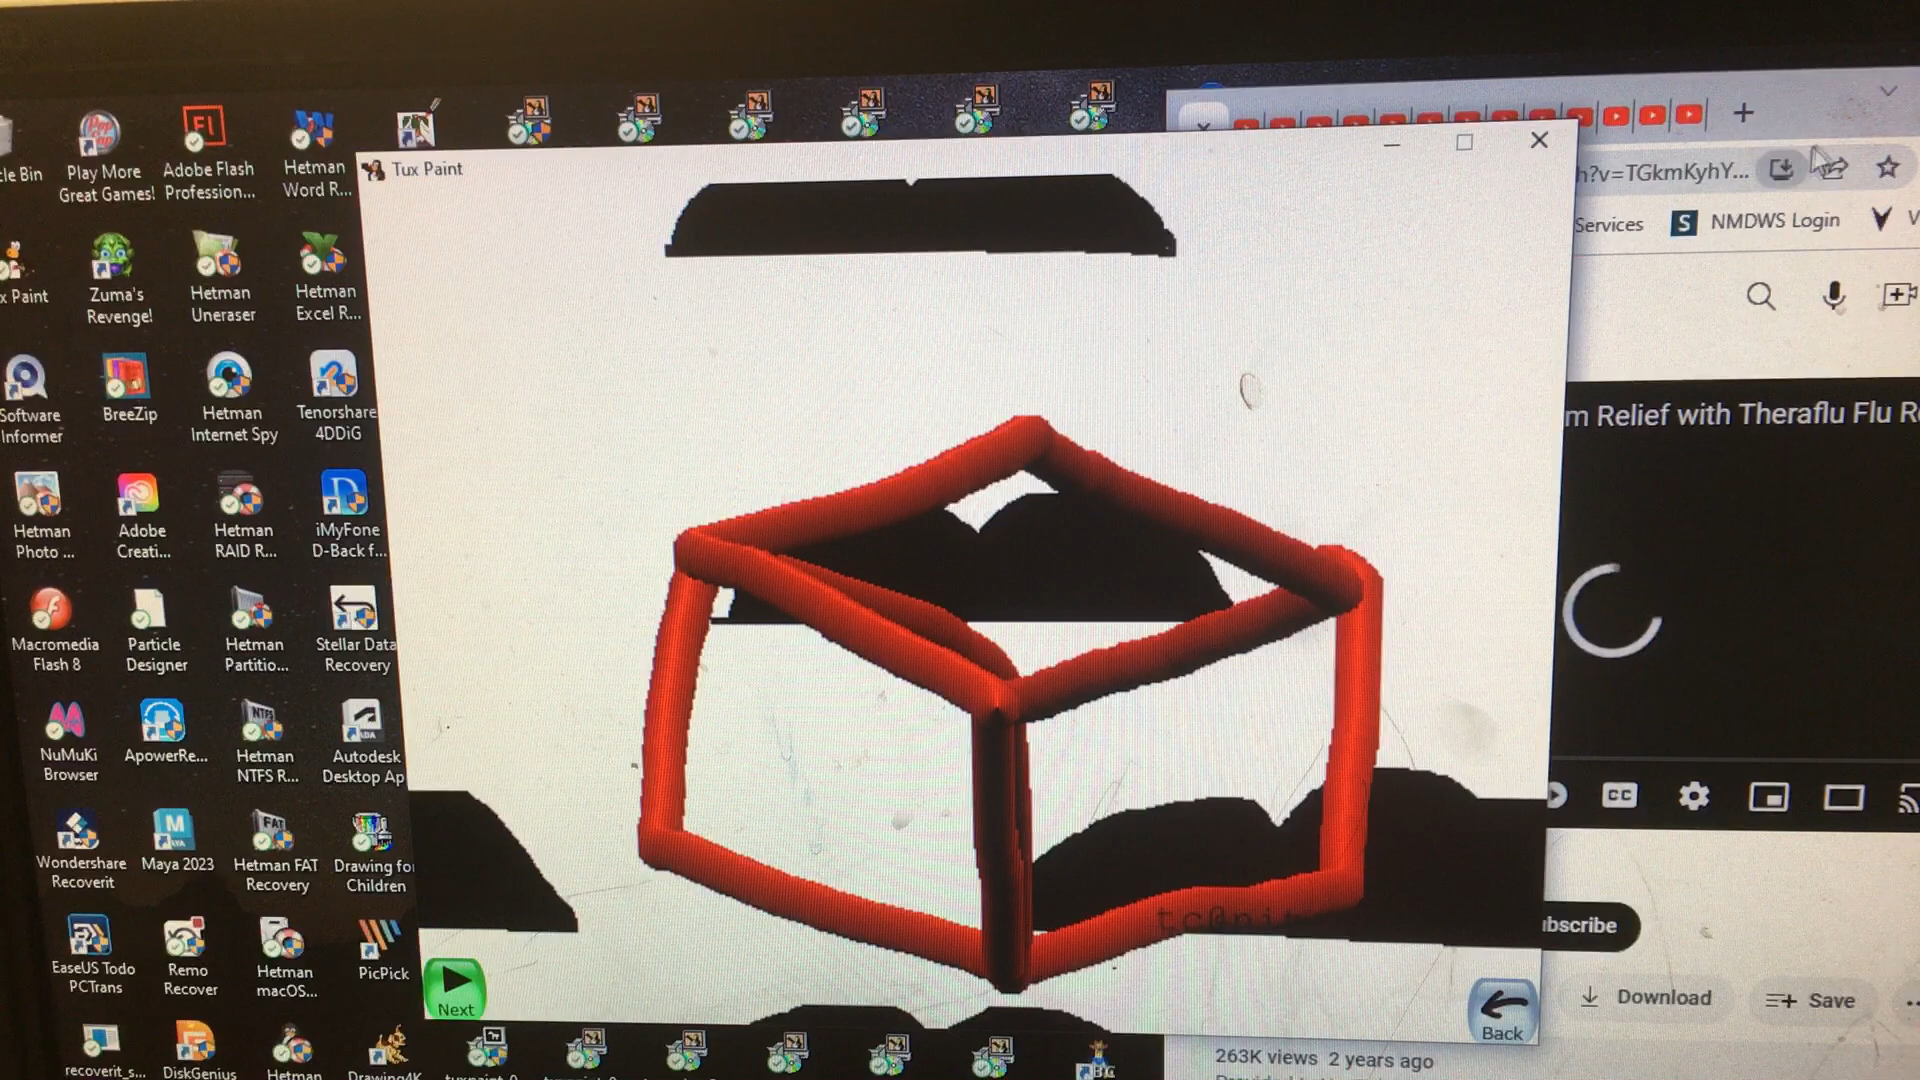 Play More
Great Games!
Adobe Flash
Profession...
Hetman
Word R...
Tux Paint
h?v=TGkmKyhY...
Services
S
NMDWS Login
Zuma's
Revenge!
Hetman
Uneraser
Hetman
Excel R...
Software
Informer
BreeZip
Hetman
Internet Spy
Tenorshare
4DDiG
m Relief with Theraflu Flu R
Hetman
Photo ...
Adobe
Creati...
Hetman
RAID R...
iMyFone
D-Back f...
Macromedia
Flash 8
Particle
Designer
Hetman
Partitio...
Stellar Data
Recovery
NuMuKi
Browser
ApowerRe...
NTFS
Hetman
NTFS R...
Autodesk
Desktop Ap
CC
Wondershare
Recoverit
Maya 2023
FAT
Hetman FAT
Recovery
Drawing for
Children
EaseUS Todo
PCTrans
Remo
Recover
Hetman
macOS...
PicPick
Next
Back
Download
Save
recoverit_s...
DiskGenius
Hetman
Drawing4K
263K views 2 years ago